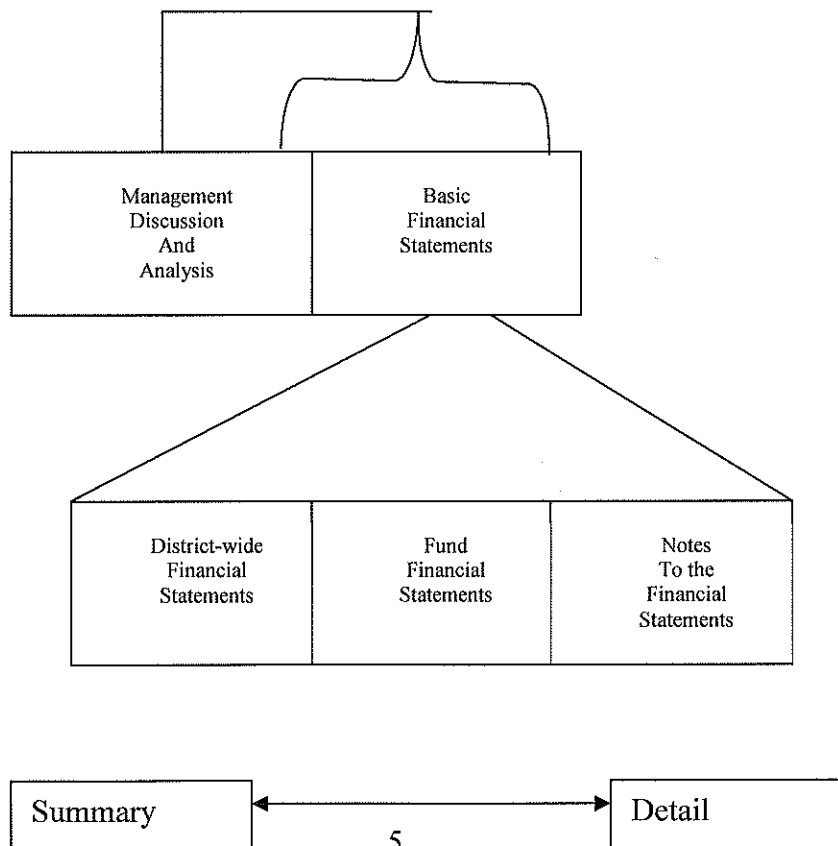 Management
Discussion
And
Analysis
Basic
Financial
Statements
District-wide
Financial
Statements
Fund
Financial
Statements
Notes
To the
Financial
Statements
Summary
Detail
5